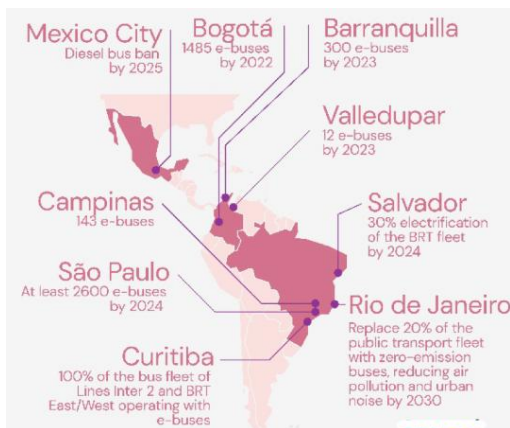 Mexico City
Diesel bus ban
by 2025
Bogotá
1485 e-buses
by 2022
Barranquilla
300 e-buses
by 2023
Valledupar
12 e-buses
by 2023
Campinas
143 e-buses
Salvador
30% electrification
of the BRT fleet
by 2024
São Paulo
At least 2600 e-buses
by 2024
Rio de Janeiro
Replace 20% of the
public transport fleet
with zero-emission
buses, reducing air
pollution and urban
noise by 2030
Curitiba
100% of the bus fleet of
Lines Inter 2 and BRT
East/West operating with
e-buses